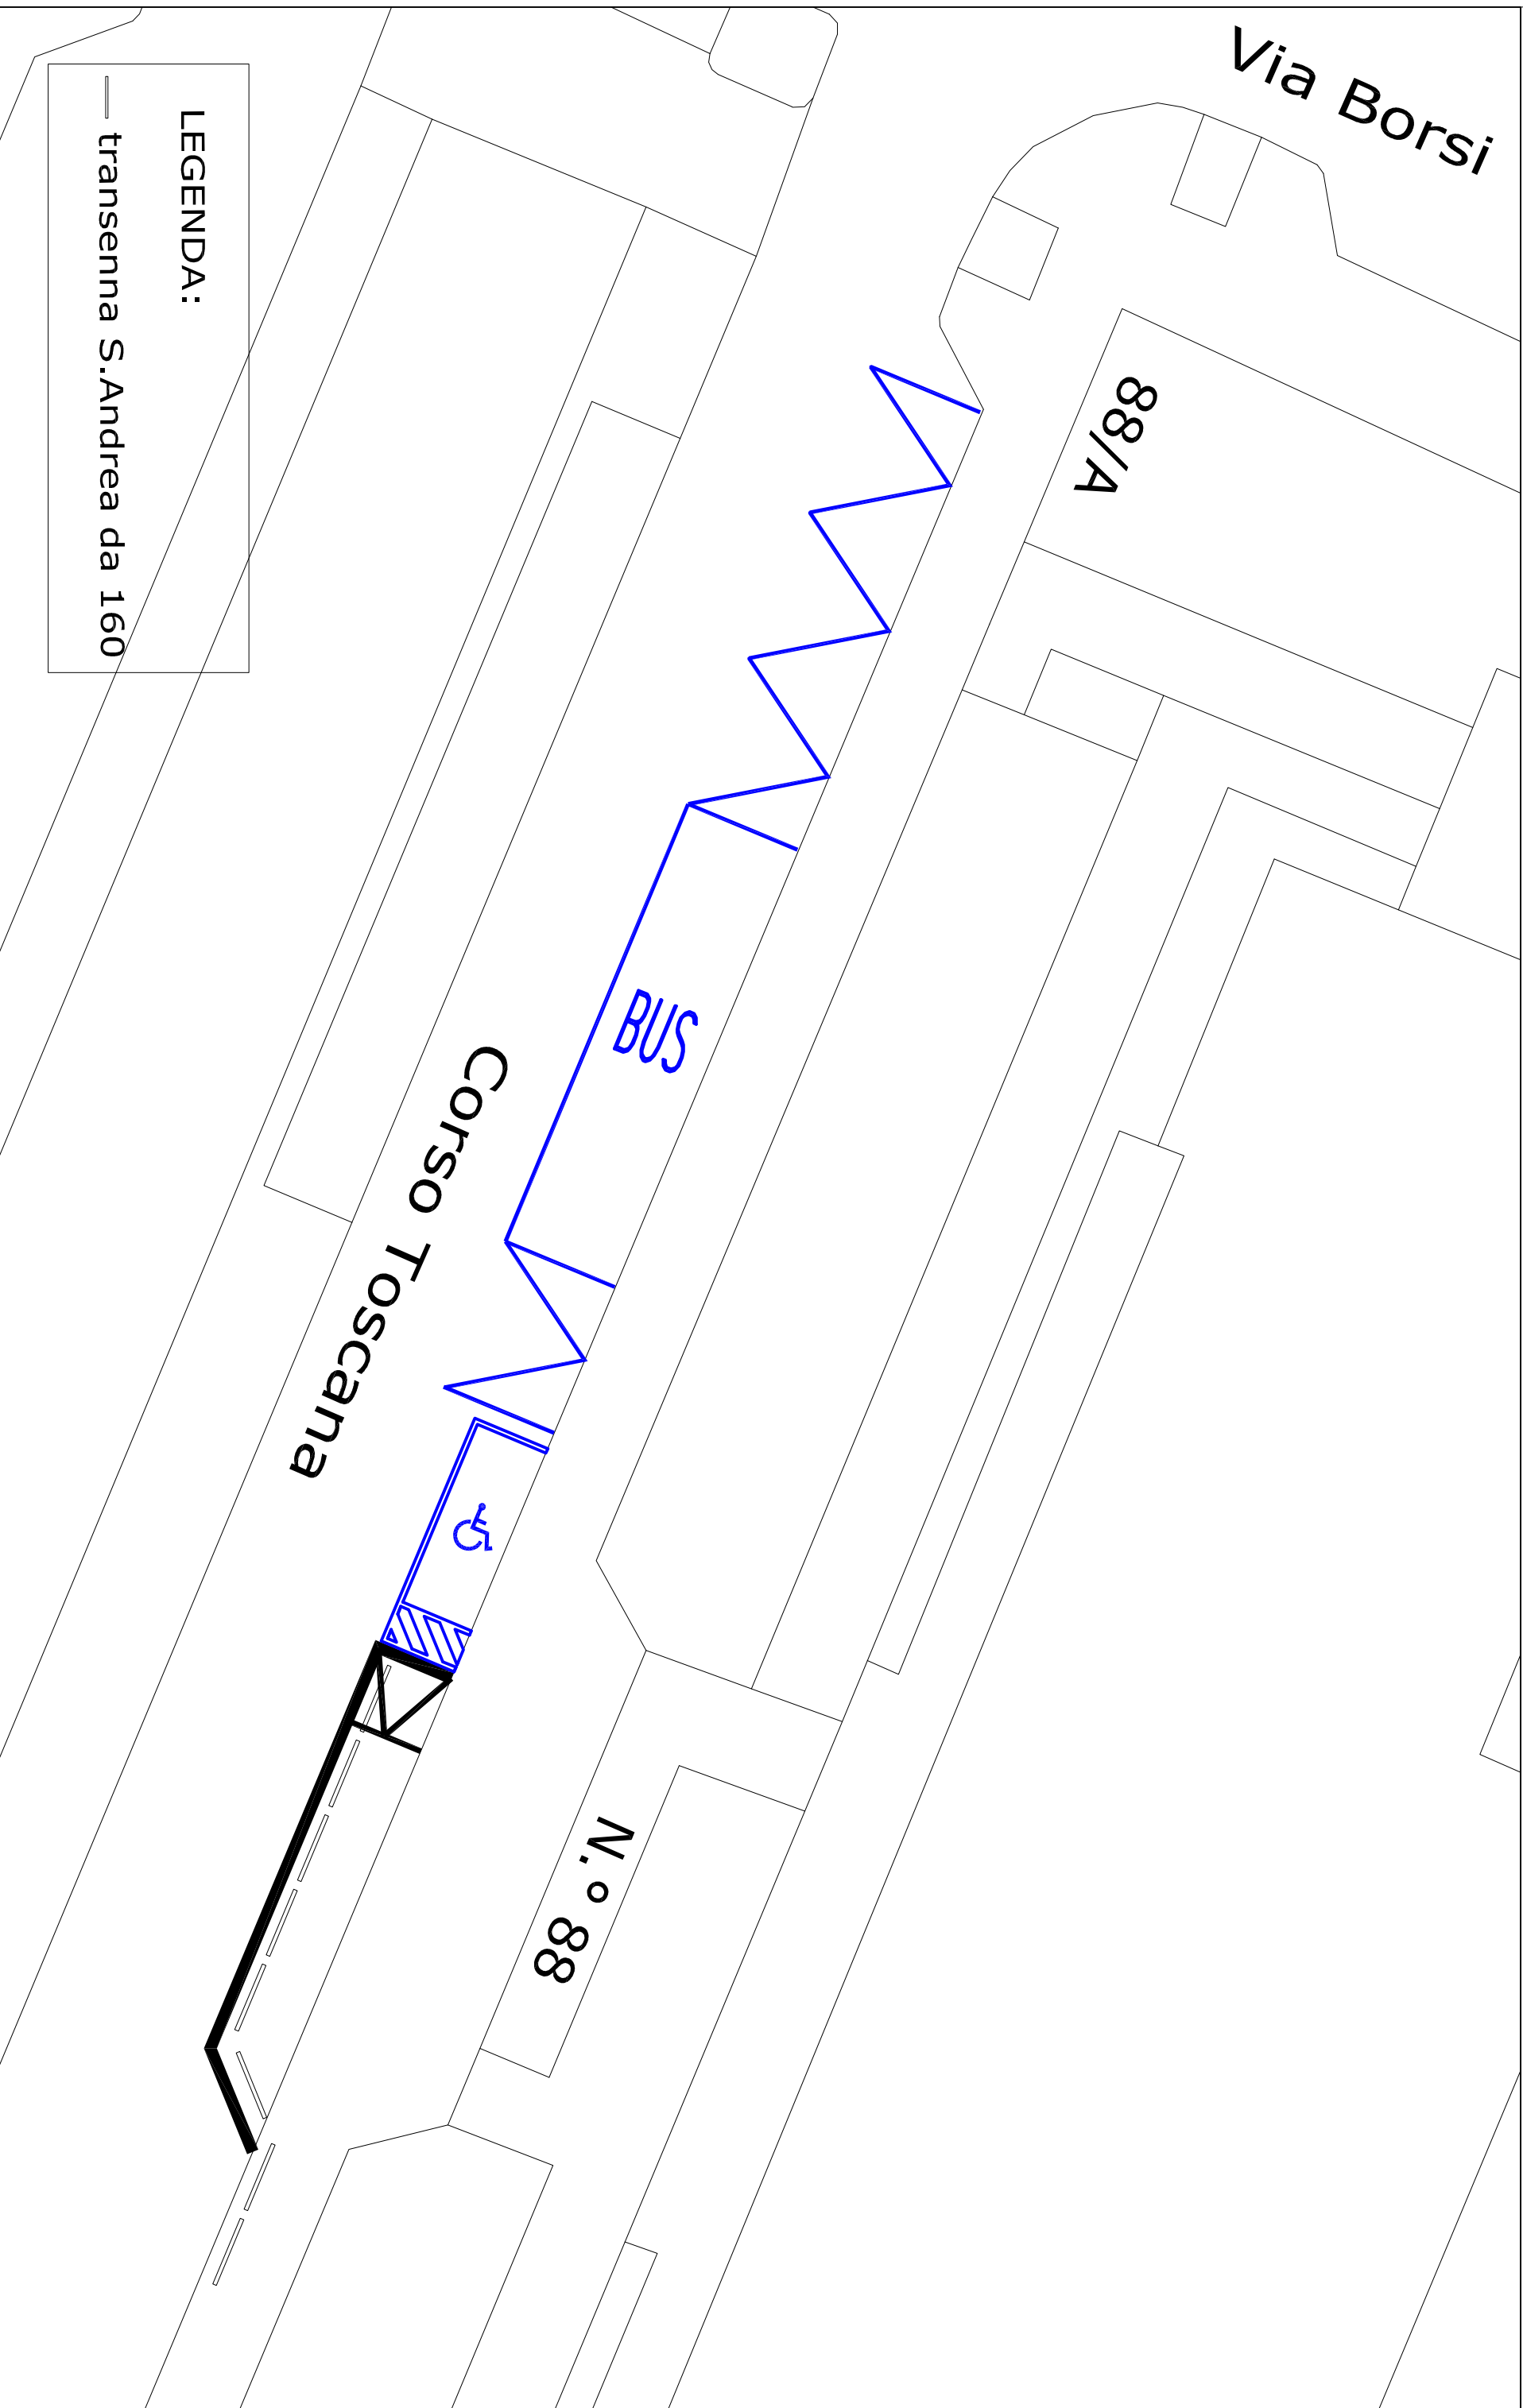 Via Borsi
LEGENDA:
transenna S.Andrea da 160
88/A
BUS
Corso Toscana
N.° 88